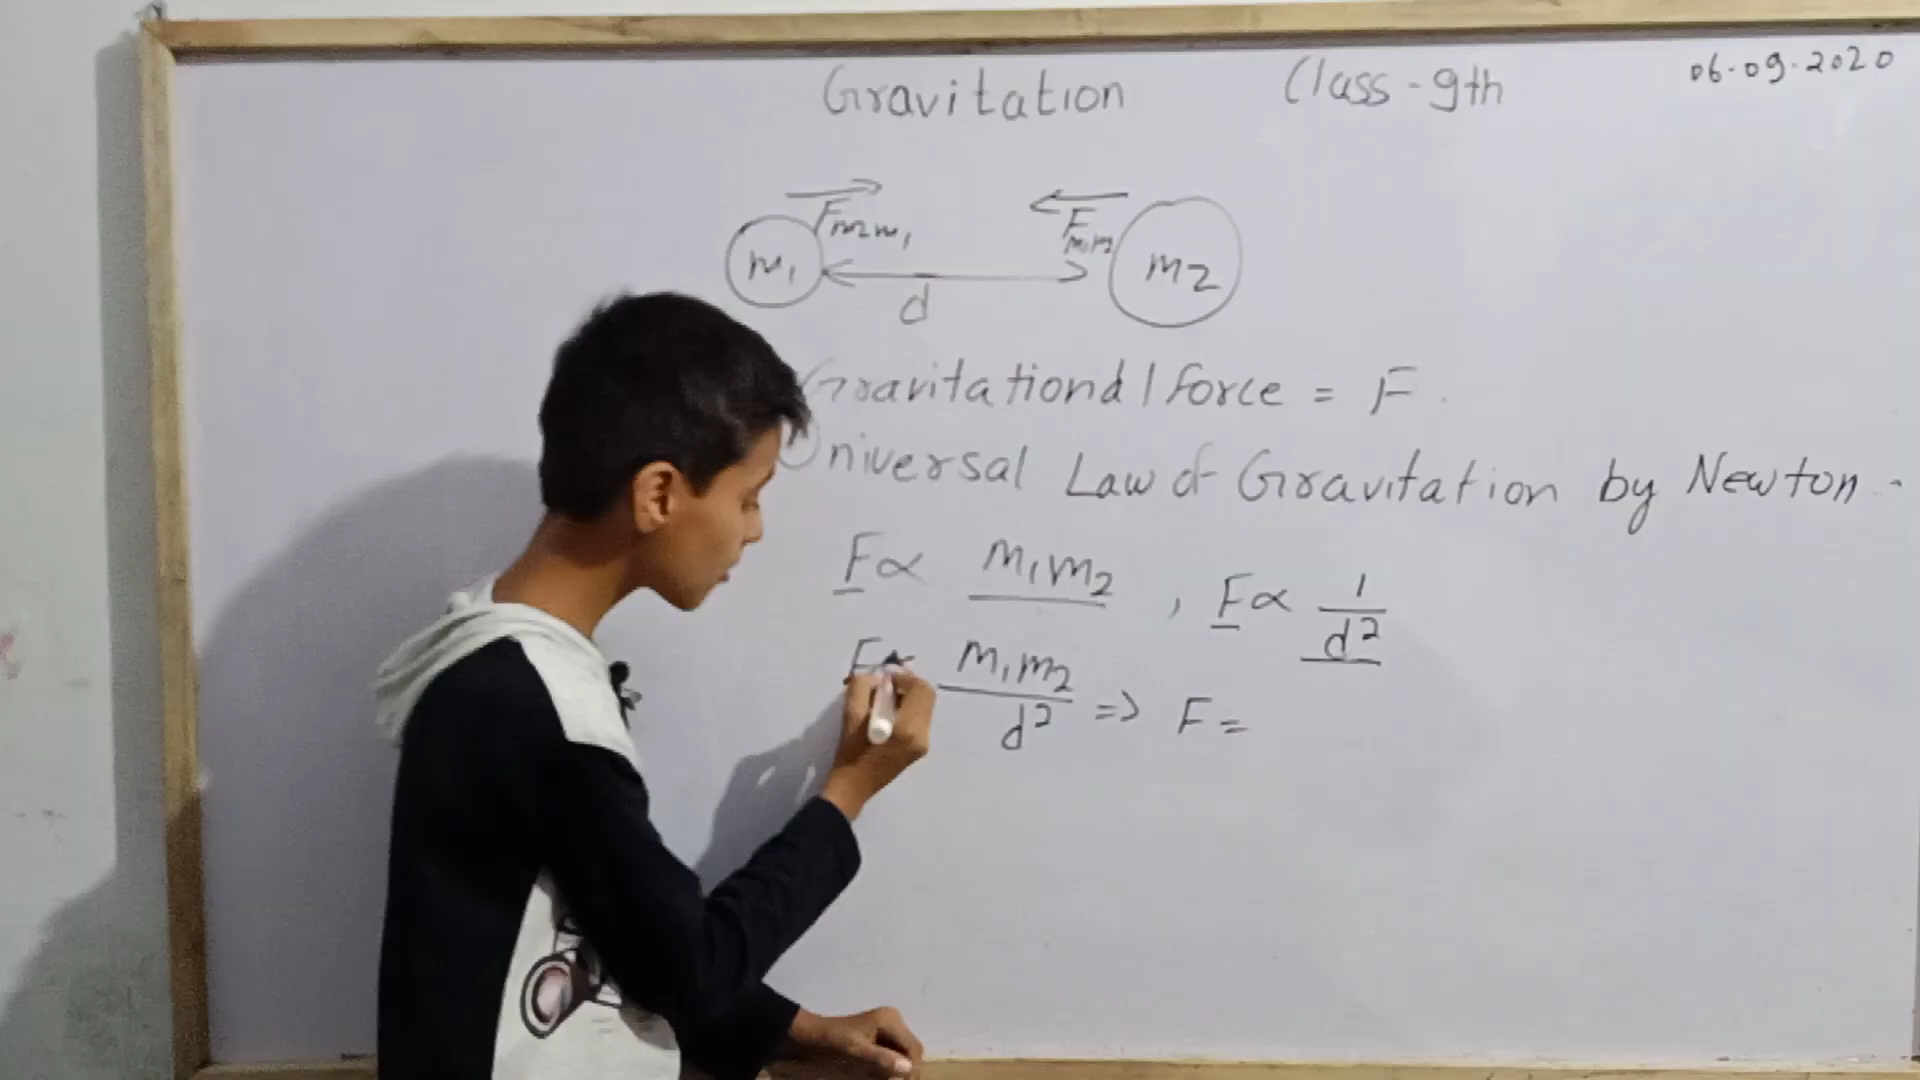 Gravitation Class-9th 06.09.2020
Fm2m1 Fm1m2
m1 m2
d
Gravitational Force = F.
Universal Law of Gravitation by Newton.
F∝ m1m2 , F∝ 1/d²
F∝ m1m2/d² => F=